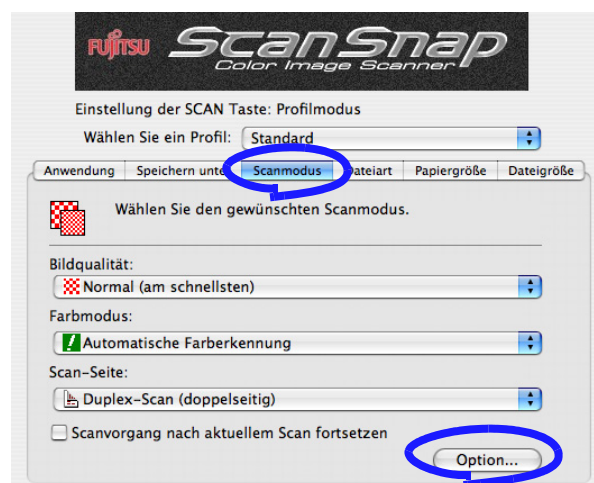 FUJITSU ScanSnap
Color Image Scanner
Einstellung der SCAN Taste: Profilmodus
Wählen Sie ein Profil: Standard
Anwendung Speichern unter Scanmodus Dateiart Papiergröße Dateigröße
Wählen Sie den gewünschten Scanmodus.
Bildqualität:
Normal (am schnellsten)
Farbmodus:
Automatische Farberkennung
Scan-Seite:
Duplex-Scan (doppelseitig)
Scanvorgang nach aktuellem Scan fortsetzen
Option...